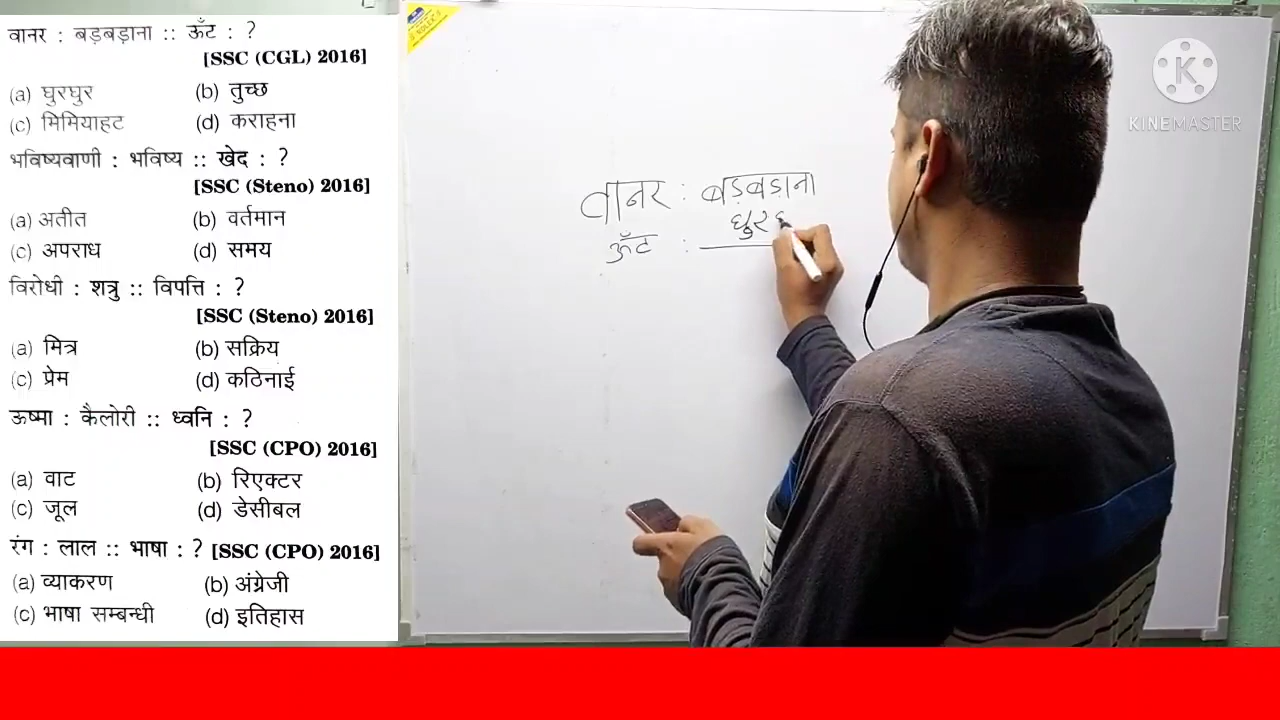 वानर : बड़बड़ाना :: ऊँट : ?
[SSC (CGL) 2016]
(a) घुरघुर (b) तुच्छ
(c) मिमियाहट (d) कराहना
भविष्यवाणी : भविष्य :: खेद : ?
[SSC (Steno) 2016]
(a) अतीत (b) वर्तमान
(c) अपराध (d) समय
विरोधी : शत्रु :: विपत्ति : ?
[SSC (Steno) 2016]
(a) मित्र (b) सक्रिय
(c) प्रेम (d) कठिनाई
ऊष्मा : कैलोरी :: ध्वनि : ?
[SSC (CPO) 2016]
(a) वाट (b) रिएक्टर
(c) जूल (d) डेसीबल
रंग : लाल :: भाषा : ? [SSC (CPO) 2016]
(a) व्याकरण (b) अंग्रेजी
(c) भाषा सम्बन्धी (d) इतिहास
वानर : बड़बड़ाना
घुर
ऊँट :
K
KINEMASTER